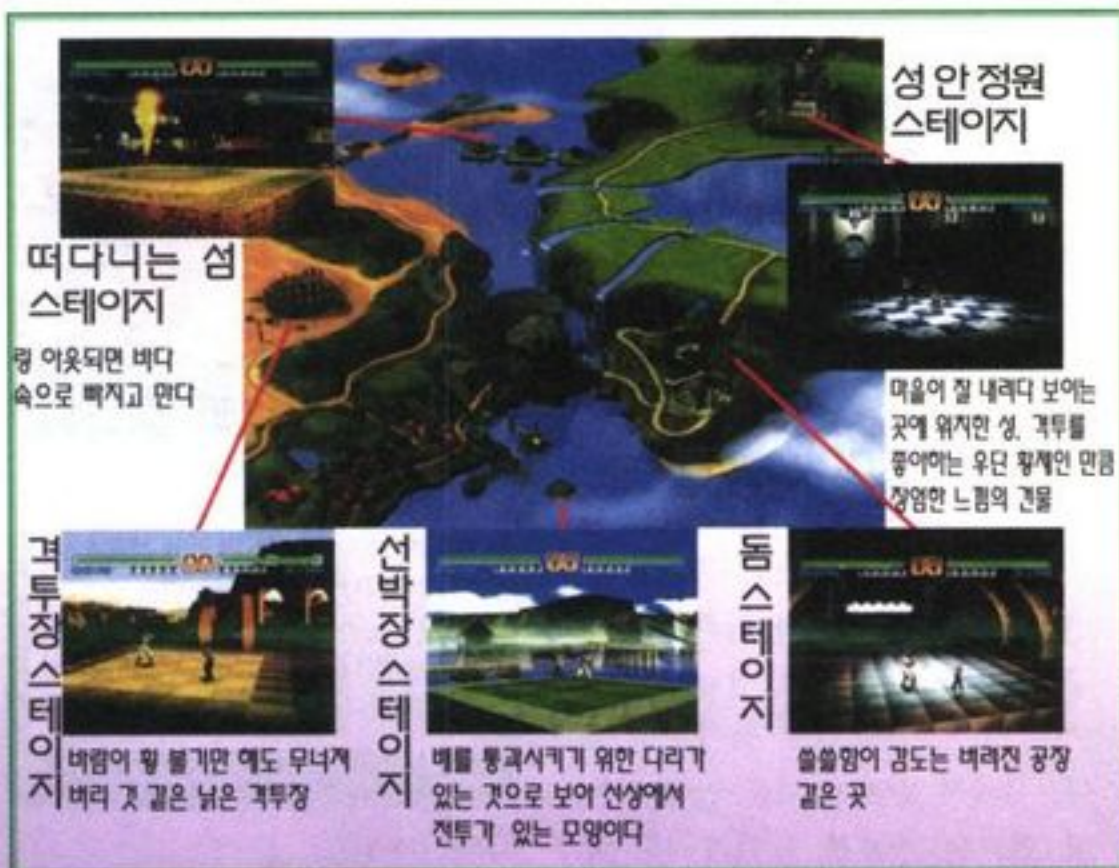 성 안 정원
스테이지
떠다니는 섬
스테이지
링 아웃되면 바다
속으로 빠지고 만다
마을이 잘 내려다 보이는
곳에 위치한 성. 격투를
좋아하는 우단 황제인 만큼
장엄한 느낌의 건물
격투장 스테이지
바람이 휭 불기만 해도 무너져
버리 것 같은 낡은 격투장
선박장 스테이지
배를 통과시키기 위한 다리가
있는 것으로 보아 선상에서
전투가 있는 모양이다
돔 스테이지
쓸쓸함이 감도는 버려진 공장
같은 곳